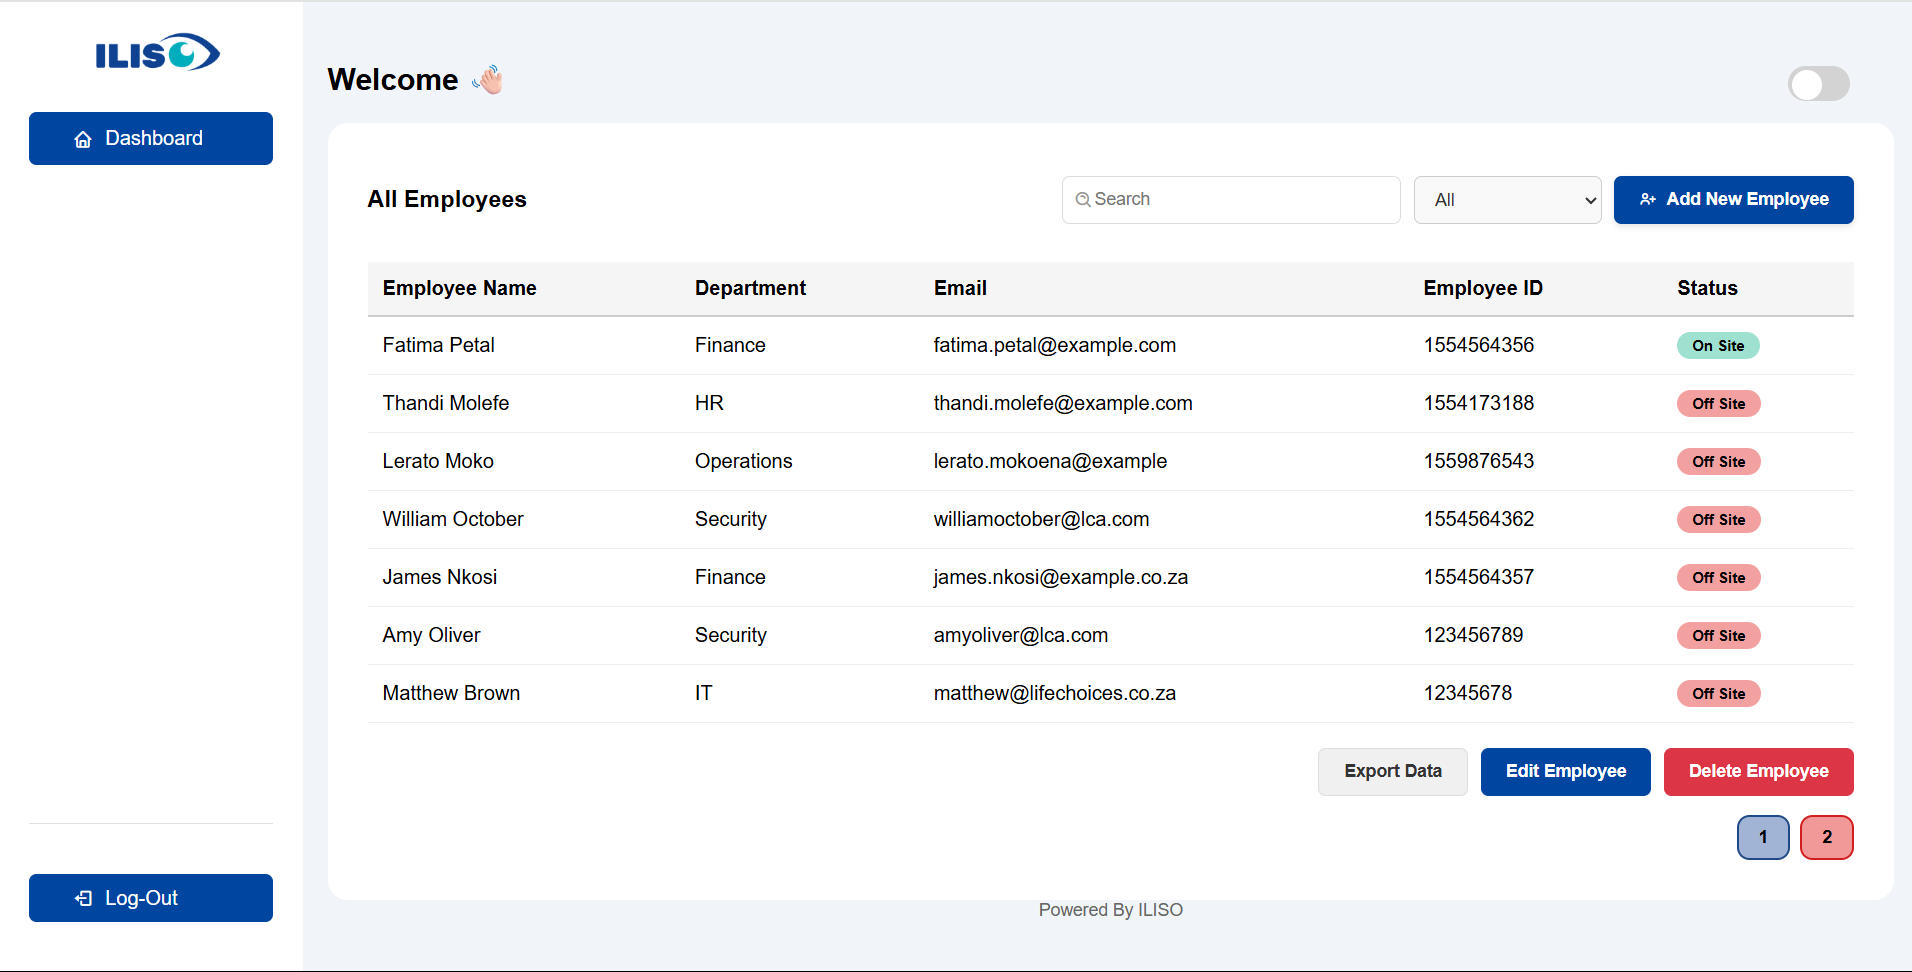 ILISO
Dashboard
Log-Out
Welcome
All Employees
Search
All
Add New Employee
Employee Name Department Email Employee ID Status
Fatima Petal Finance fatima.petal@example.com 1554564356 On Site
Thandi Molefe HR thandi.molefe@example.com 1554173188 Off Site
Lerato Moko Operations lerato.mokoena@example 1559876543 Off Site
William October Security williamoctober@lca.com 1554564362 Off Site
James Nkosi Finance james.nkosi@example.co.za 1554564357 Off Site
Amy Oliver Security amyoliver@lca.com 123456789 Off Site
Matthew Brown IT matthew@lifechoices.co.za 12345678 Off Site
Export Data Edit Employee Delete Employee
1 2
Powered By ILISO